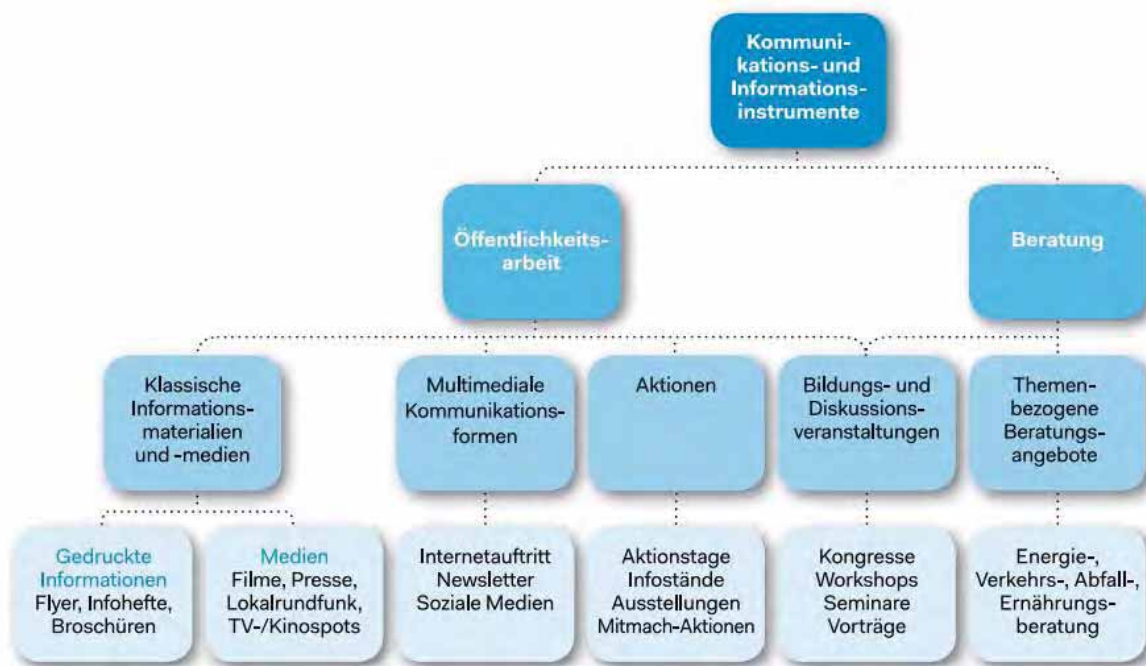 Kommuni-
kations- und
Informations-
instrumente
Öffentlichkeits-
arbeit
Beratung
Klassische
Informations-
materialien
und -medien
Multimediale
Kommunikations-
formen
Aktionen
Bildungs- und
Diskussions-
veranstaltungen
Themen-
bezogene
Beratungs-
angebote
Gedruckte
Informationen
Flyer, Infohefte,
Broschüren
Medien
Filme, Presse,
Lokalrundfunk,
TV-/Kinospots
Internetauftritt
Newsletter
Soziale Medien
Aktionstage
Infostände
Ausstellungen
Mitmach-Aktionen
Kongresse
Workshops
Seminare
Vorträge
Energie-,
Verkehrs-, Abfall-,
Ernährungs-
beratung